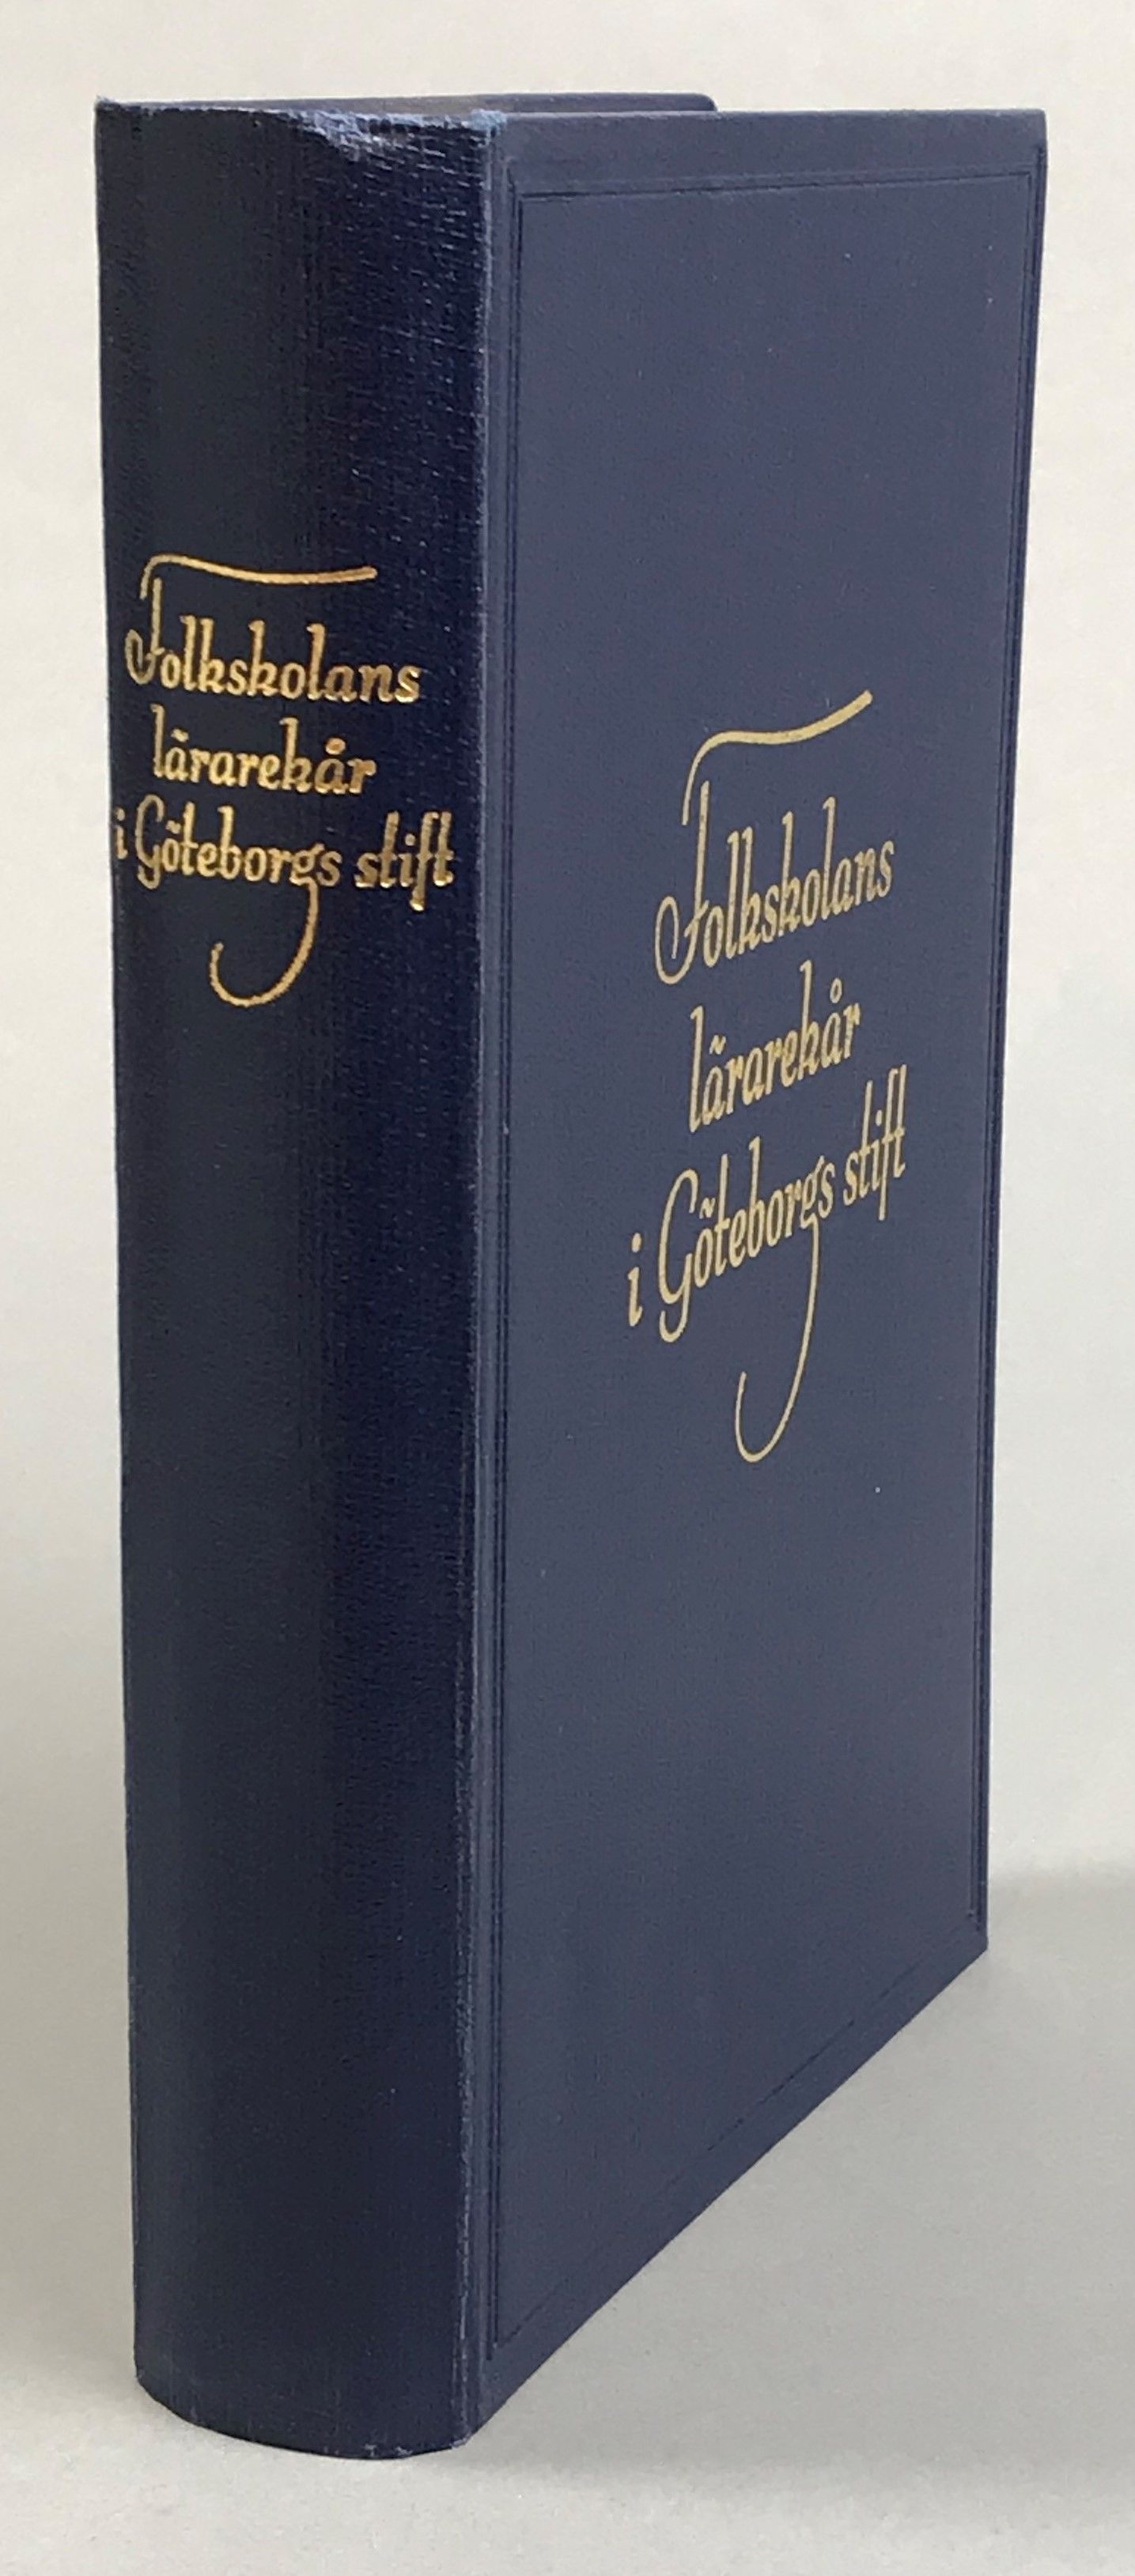 Folkskolans
lärarekår
i Göteborgs stift
Folkskolans
lärarekår
i Göteborgs stift